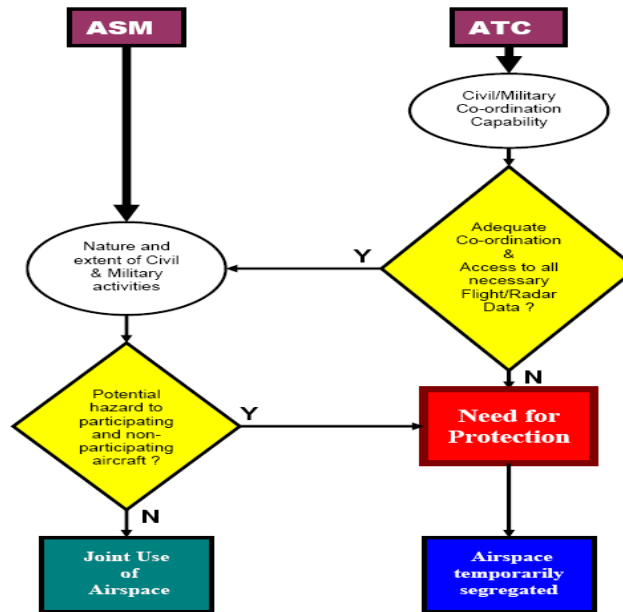 ASM
ATC
Civil/Military
Co-ordination
Capability
Adequate
Co-ordination
&
Access to all
necessary
Flight/Radar
Data ?
Y
Nature and
extent of Civil
& Military
activities
N
Potential
hazard to
participating
and non-
participating
aircraft ?
Y
Need for
Protection
N
Joint Use
of
Airspace
Airspace
temporarily
segregated